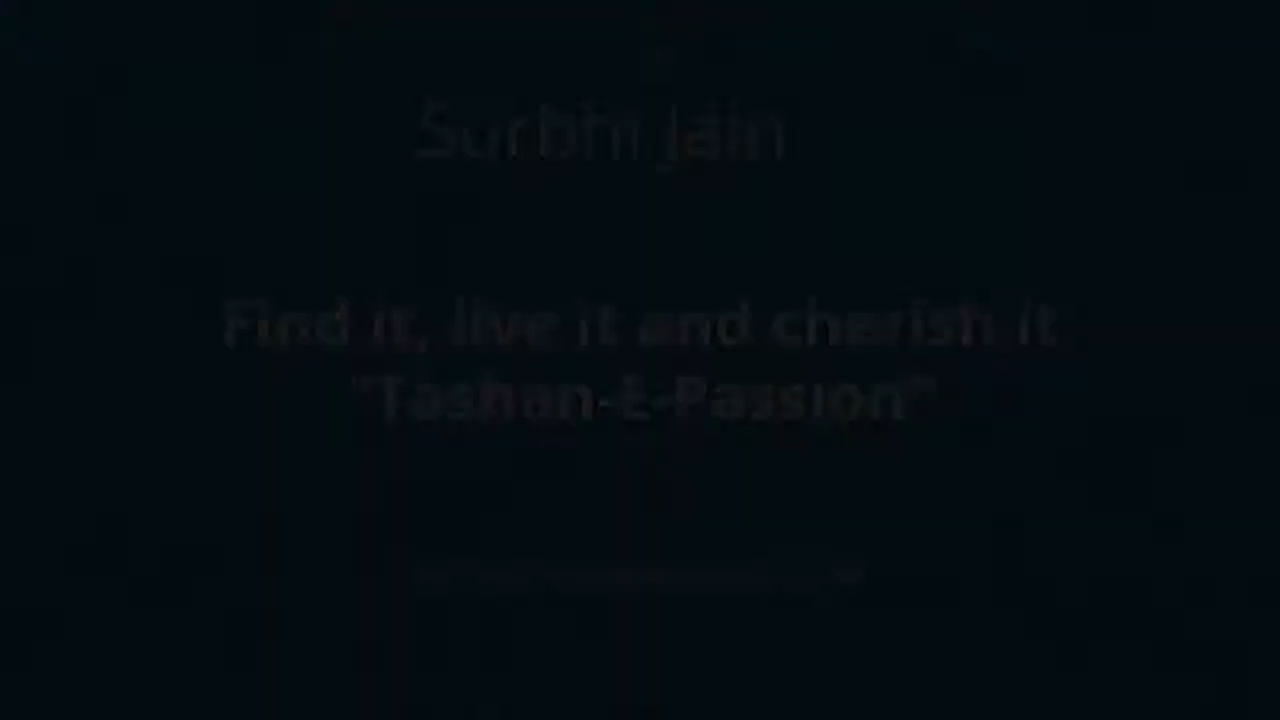 Surbhi Jain
Find it, live it and cherish it
"Tashan-E-Passion"